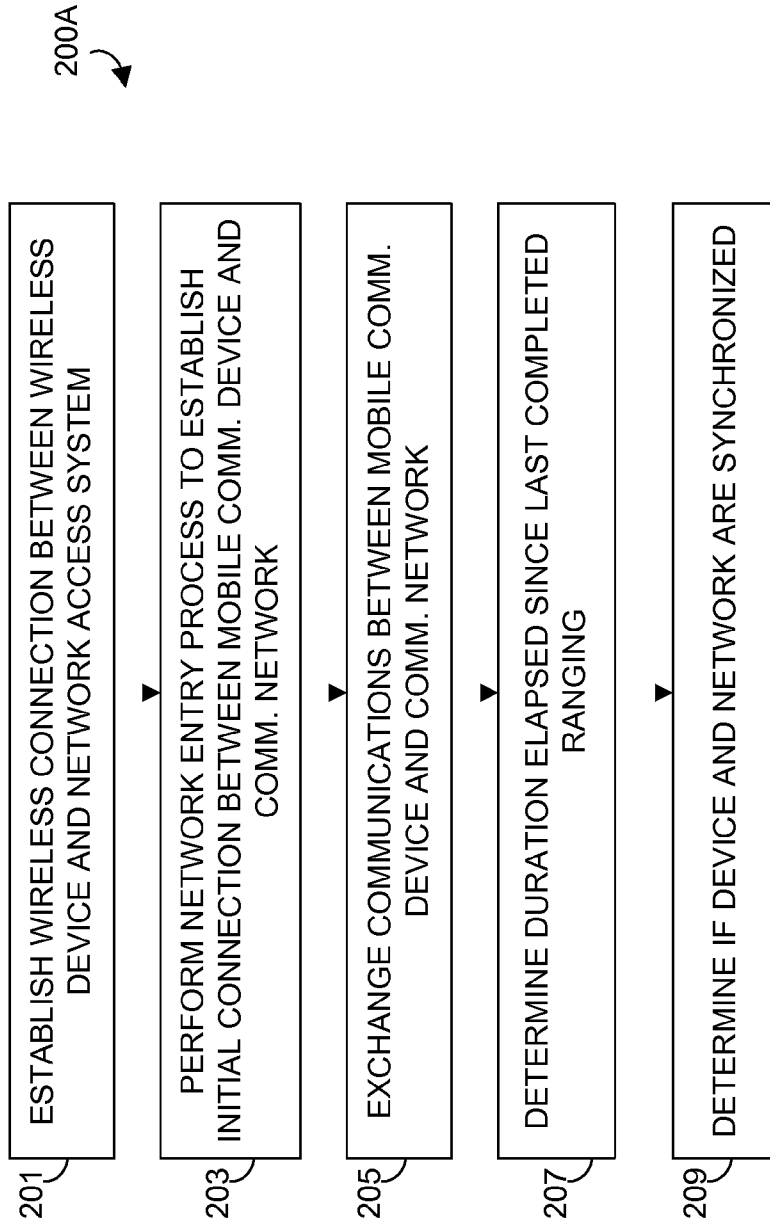 200A
201
ESTABLISH WIRELESS CONNECTION BETWEEN WIRELESS
DEVICE AND NETWORK ACCESS SYSTEM
203
PERFORM NETWORK ENTRY PROCESS TO ESTABLISH
INITIAL CONNECTION BETWEEN MOBILE COMM. DEVICE AND
COMM. NETWORK
205
EXCHANGE COMMUNICATIONS BETWEEN MOBILE COMM.
DEVICE AND COMM. NETWORK
207
DETERMINE DURATION ELAPSED SINCE LAST COMPLETED
RANGING
209
DETERMINE IF DEVICE AND NETWORK ARE SYNCHRONIZED